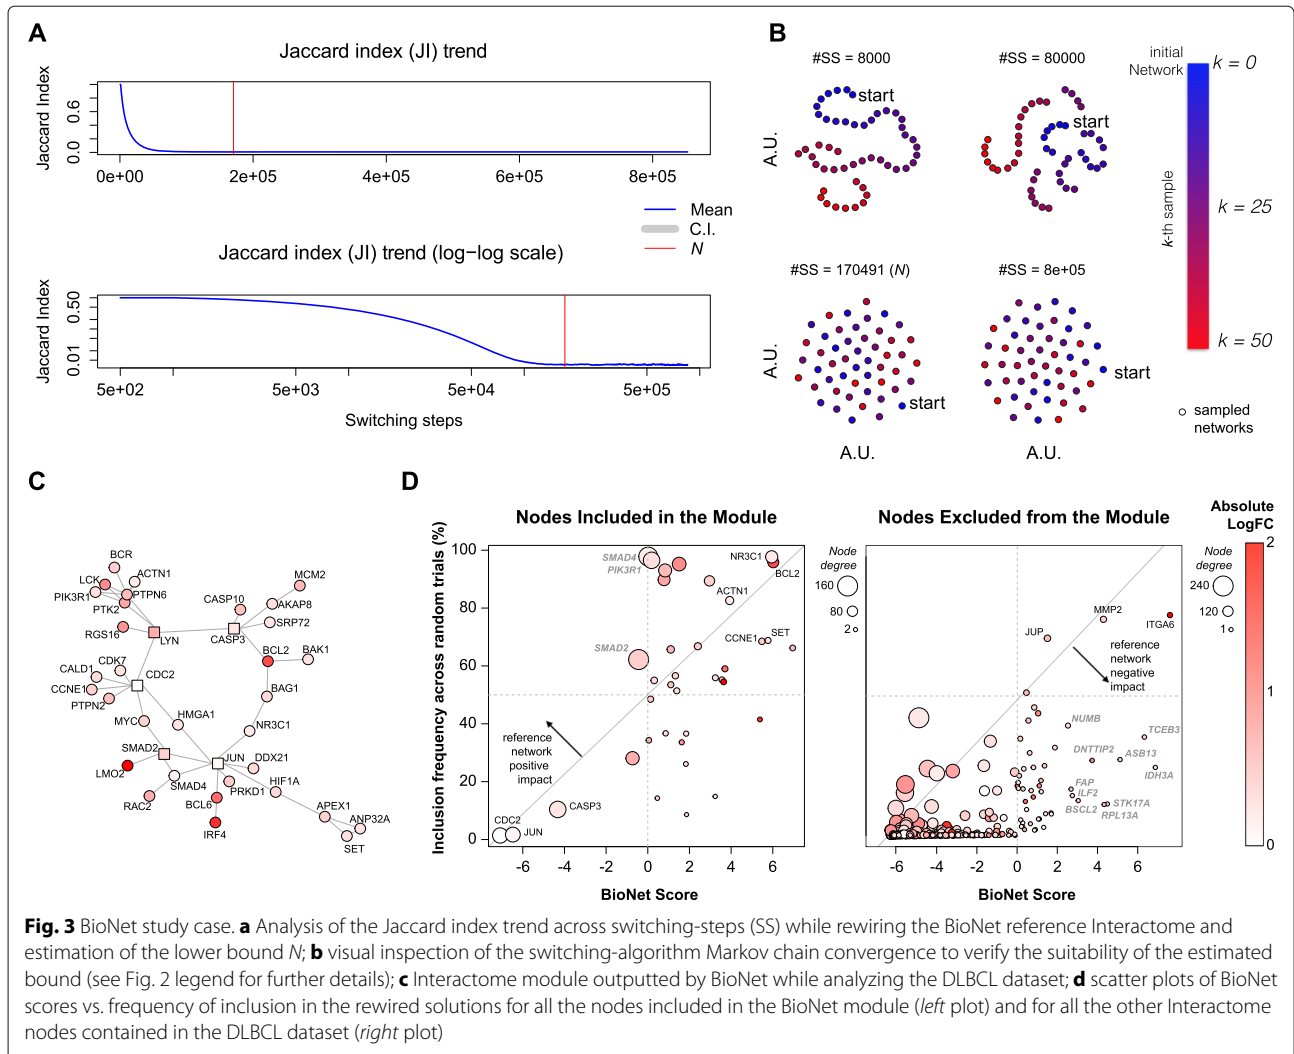 A
Jaccard index (JI) trend
Jaccard Index
0.6
0.0
0e+00
2e+05
4e+05
6e+05
8e+05
Mean
C.I.
N
Jaccard index (JI) trend (log−log scale)
Jaccard Index
0.50
0.01
5e+02
5e+03
5e+04
5e+05
Switching steps
B
#SS = 8000
start
A.U.
#SS = 80000
start
#SS = 170491 (N)
start
A.U.
A.U.
#SS = 8e+05
start
A.U.
initial
Network
k = 0
k-th sample
k = 25
k = 50
sampled
networks
C
BCR
LCK
ACTN1
PIK3R1
PTPN6
PTK2
RGS16
LYN
CASP10
MCM2
AKAP8
SRP72
CASP3
BCL2
BAK1
CDK7
CALD1
CDC2
CCNE1
PTPN2
BAG1
MYC
HMGA1
NR3C1
SMAD2
JUN
DDX21
LMO2
SMAD4
PRKD1
HIF1A
RAC2
BCL6
IRF4
APEX1
ANP32A
SET
D
Nodes Included in the Module
Inclusion frequency across random trials (%)
100
80
60
40
20
0
SMAD4
PIK3R1
NR3C1
BCL2
ACTN1
SMAD2
CCNE1
SET
reference
network
positive
impact
CASP3
CDC2
JUN
-6
-4
-2
0
2
4
6
BioNet Score
Node
degree
160
80
2
Nodes Excluded from the Module
MMP2
ITGA6
JUP
reference
network
negative
impact
NUMB
TCEB3
DNTTIP2
ASB13
IDH3A
FAP
ILF2
BSCL2
STK17A
RPL13A
-6
-4
-2
0
2
4
6
BioNet Score
Node
degree
240
120
1
Absolute
LogFC
2
1
0
Fig. 3 BioNet study case. a Analysis of the Jaccard index trend across switching-steps (SS) while rewiring the BioNet reference Interactome and
estimation of the lower bound N; b visual inspection of the switching-algorithm Markov chain convergence to verify the suitability of the estimated
bound (see Fig. 2 legend for further details); c Interactome module outputted by BioNet while analyzing the DLBCL dataset; d scatter plots of BioNet
scores vs. frequency of inclusion in the rewired solutions for all the nodes included in the BioNet module (left plot) and for all the other Interactome
nodes contained in the DLBCL dataset (right plot)